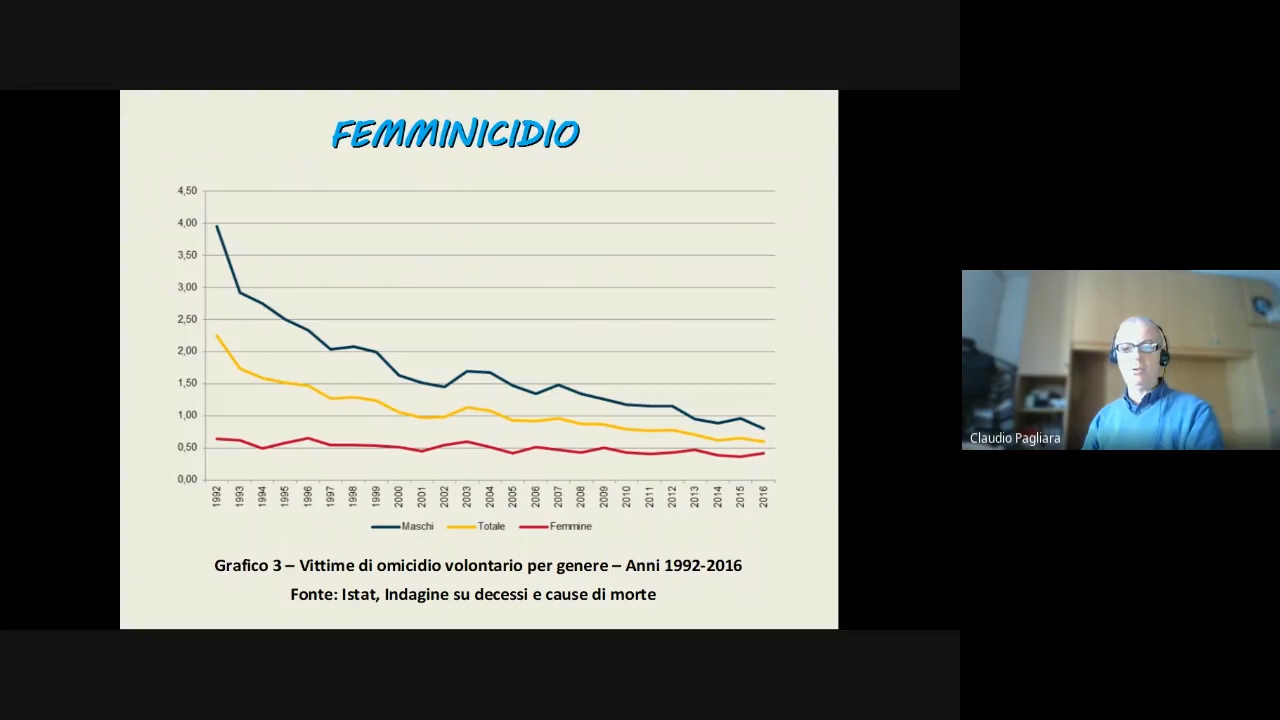 FEMMINICIDIO
4,50
4,00
3,50
3,00
2,50
2,00
1,50
1,00
0,50
0,00
1992 1993 1994 1995 1996 1997 1998 1999 2000 2001 2002 2003 2004 2005 2006 2007 2008 2009 2010 2011 2012 2013 2014 2015 2016
Maschi Totale Femmine
Grafico 3 – Vittime di omicidio volontario per genere – Anni 1992-2016
Fonte: Istat, Indagine su decessi e cause di morte
Claudio Pagliara